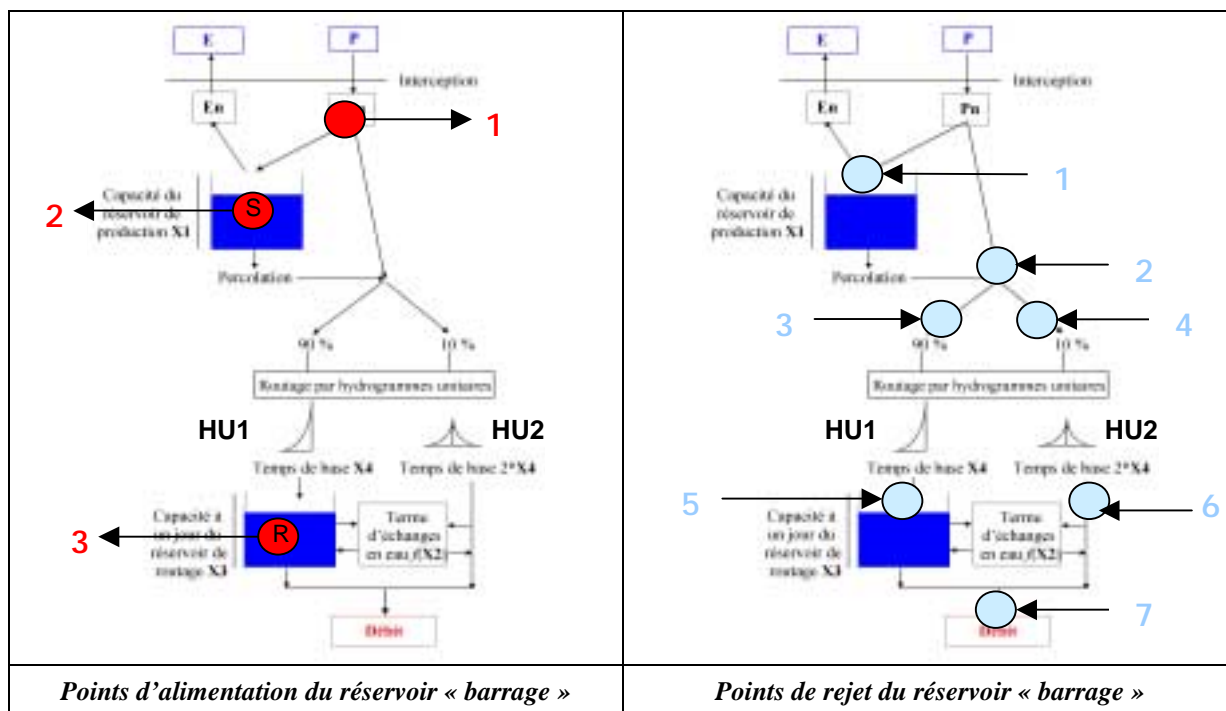 E
P
Interception
En
1
Capacité du
réservoir de
production X1
S
2
Percolation
90 %
10 %
Routage par hydrogrammes unitaires
HU1
HU2
Temps de base X4
Temps de base 2*X4
Capacité à
un jour du
réservoir de
routage X3
R
3
Terme
d'échanges
en eau f(X2)
Débit
Points d'alimentation du réservoir « barrage »
E
P
Interception
En
Pn
1
Capacité du
réservoir de
production X1
2
Percolation
3
4
90 %
10 %
Routage par hydrogrammes unitaires
HU1
HU2
Temps de base X4
Temps de base 2*X4
5
6
Capacité à
un jour du
réservoir de
routage X3
Terme
d'échanges
en eau f(X2)
7
Débit
Points de rejet du réservoir « barrage »